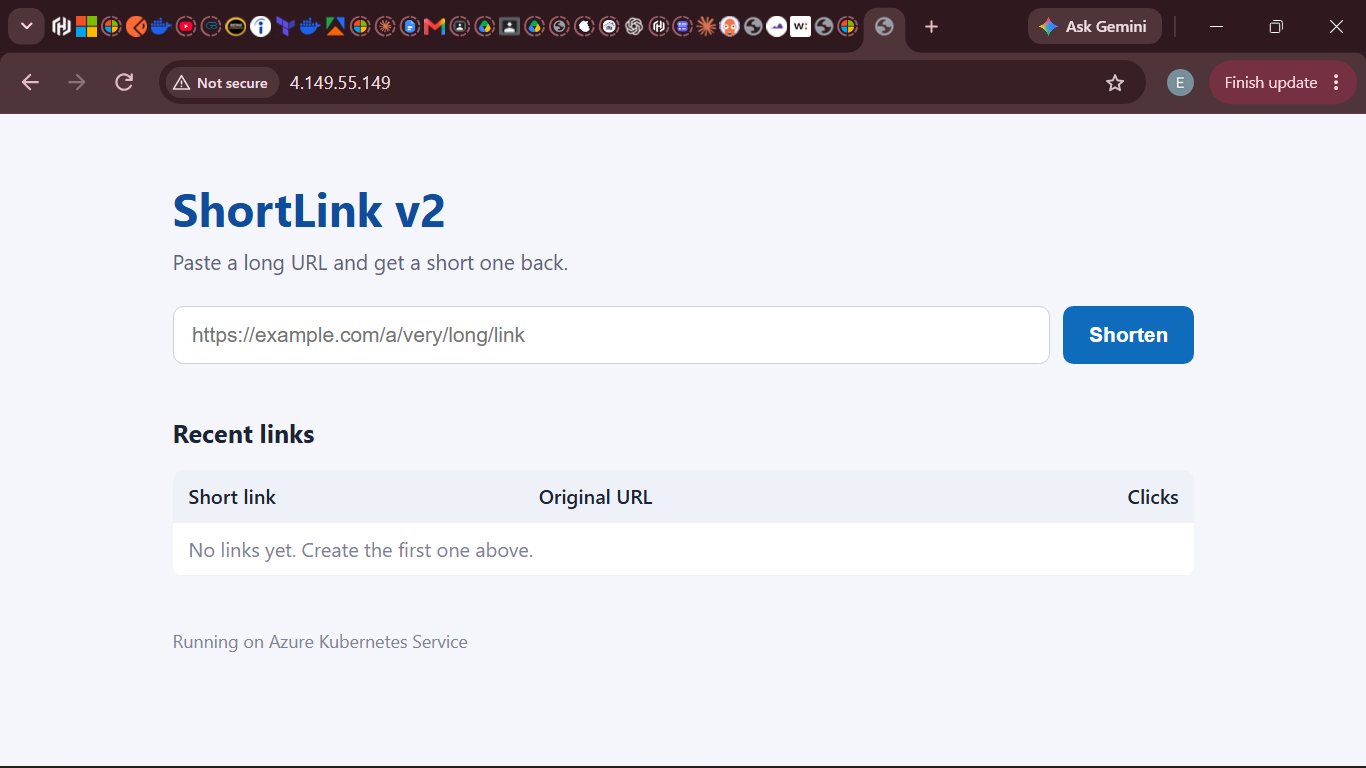 Ask Gemini
Not secure
4.149.55.149
E
Finish update
ShortLink v2
Paste a long URL and get a short one back.
https://example.com/a/very/long/link
Shorten
Recent links
Short link Original URL Clicks
No links yet. Create the first one above.
Running on Azure Kubernetes Service